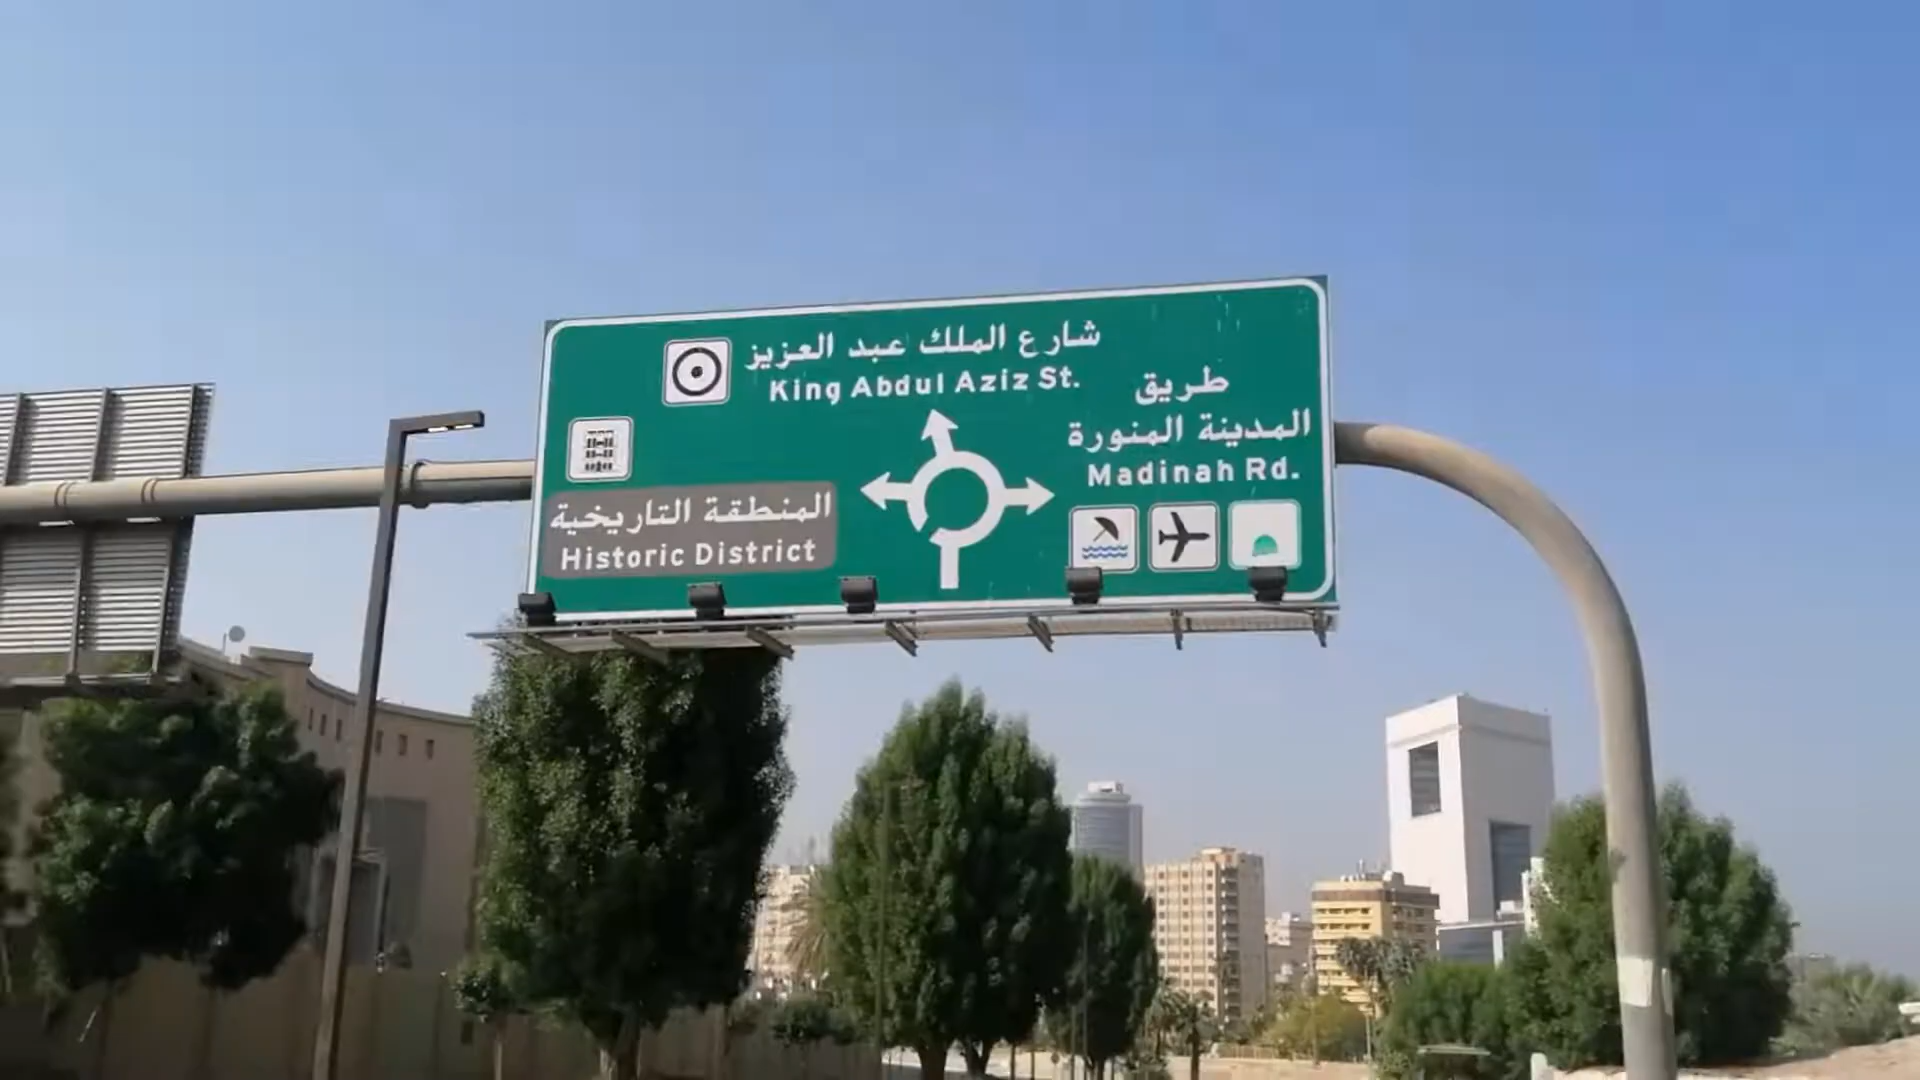 شارع الملك عبد العزيز
King Abdul Aziz St.
طريق
المدينة المنورة
Madinah Rd.
المنطقة التاريخية
Historic District